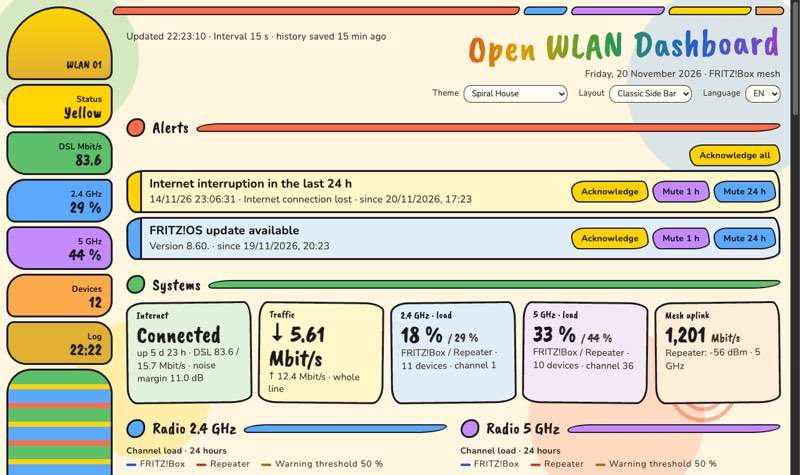 WLAN 01
Status
Yellow
DSL Mbit/s
83.6
2.4 GHz
29 %
5 GHz
44 %
Devices
12
Log
22:22
Updated 22:23:10 · Interval 15 s · history saved 15 min ago
Open WLAN Dashboard
Friday, 20 November 2026 · FRITZ!Box mesh
Theme Spiral House Layout Classic Side Bar Language EN
Alerts
Acknowledge all
Internet interruption in the last 24 h
14/11/26 23:06:31 · Internet connection lost · since 20/11/2026, 17:23
Acknowledge Mute 1 h Mute 24 h
FRITZ!OS update available
Version 8.60. · since 19/11/2026, 20:23
Acknowledge Mute 1 h Mute 24 h
Systems
Internet
Connected
up 5 d 23 h · DSL 83.6 /
15.7 Mbit/s · noise
margin 11.0 dB
Traffic
↓ 5.61
Mbit/s
↑ 12.4 Mbit/s · whole
line
2.4 GHz · load
18 % / 29 %
FRITZ!Box / Repeater ·
11 devices · channel 1
5 GHz · load
33 % / 44 %
FRITZ!Box / Repeater ·
10 devices · channel 36
Mesh uplink
1,201 Mbit/s
Repeater: -56 dBm · 5
GHz
Radio 2.4 GHz
Channel load · 24 hours
FRITZ!Box Repeater Warning threshold 50 %
Radio 5 GHz
Channel load · 24 hours
FRITZ!Box Repeater Warning threshold 50 %